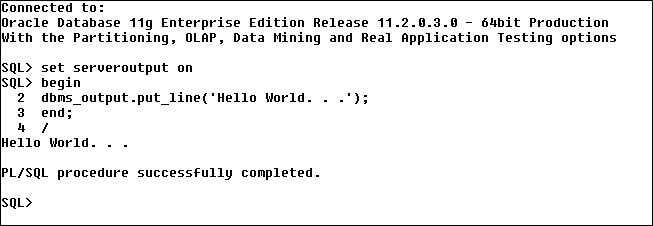 Connected to:
Oracle Database 11g Enterprise Edition Release 11.2.0.3.0 - 64bit Production
With the Partitioning, OLAP, Data Mining and Real Application Testing options
SQL> set serveroutput on
SQL> begin
  2  dbms_output.put_line('Hello World. . .');
  3  end;
  4  /
Hello World. . .
PL/SQL procedure successfully completed.
SQL>